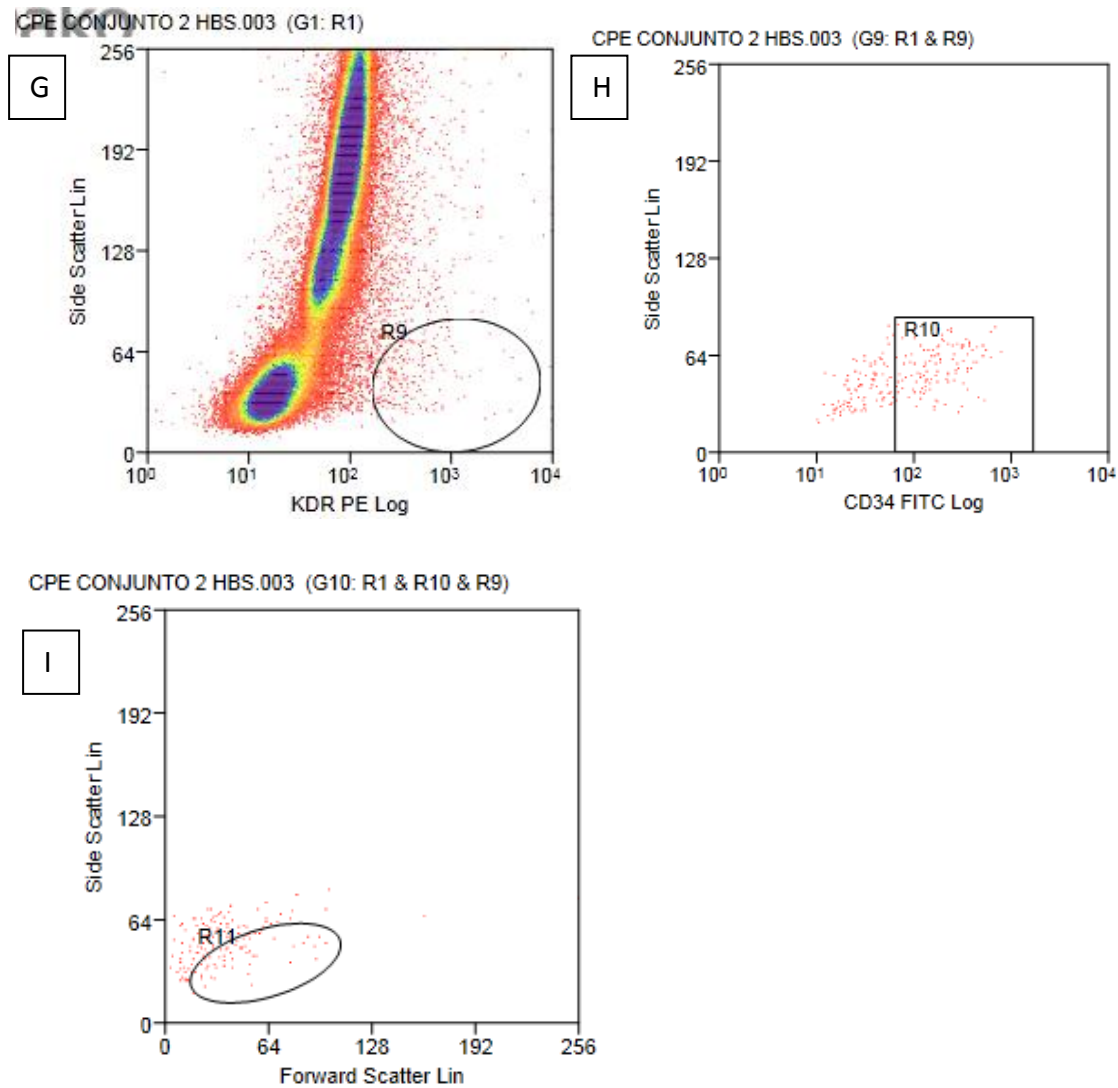 CPE CONJUNTO 2 HBS.003 (G1: R1)
G
256
192
128
64
0
Side Scatter Lin
R9
10⁰ 10¹ 10² 10³ 10⁴
KDR PE Log
CPE CONJUNTO 2 HBS.003 (G9: R1 & R9)
H
256
192
128
64
0
Side Scatter Lin
R10
10⁰ 10¹ 10² 10³ 10⁴
CD34 FITC Log
CPE CONJUNTO 2 HBS.003 (G10: R1 & R10 & R9)
I
256
192
128
64
0
Side Scatter Lin
R11
0 64 128 192 256
Forward Scatter Lin